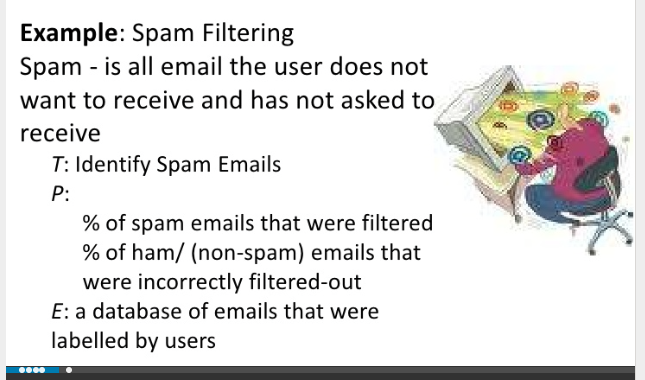 Example: Spam Filtering
Spam - is all email the user does not
want to receive and has not asked to
receive
T: Identify Spam Emails
P:
% of spam emails that were filtered
% of ham/ (non-spam) emails that
were incorrectly filtered-out
E: a database of emails that were
labelled by users